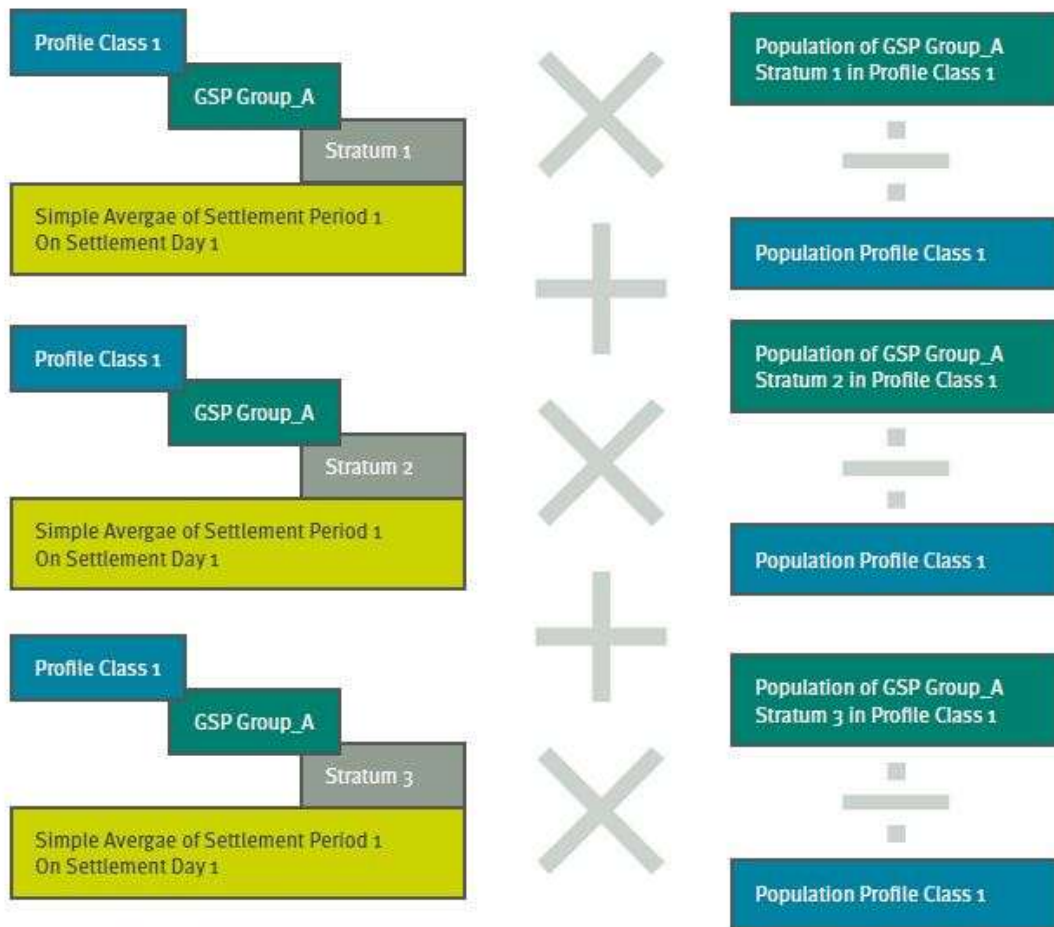 Profile Class 1
GSP Group_A
Stratum 1
Simple Avergae of Settlement Period 1
On Settlement Day 1
Population of GSP Group_A
Stratum 1 in Profile Class 1
Population Profile Class 1
Profile Class 1
GSP Group_A
Stratum 2
Simple Avergae of Settlement Period 1
On Settlement Day 1
Population of GSP Group_A
Stratum 2 in Profile Class 1
Population Profile Class 1
Profile Class 1
GSP Group_A
Stratum 3
Simple Avergae of Settlement Period 1
On Settlement Day 1
Population of GSP Group_A
Stratum 3 in Profile Class 1
Population Profile Class 1